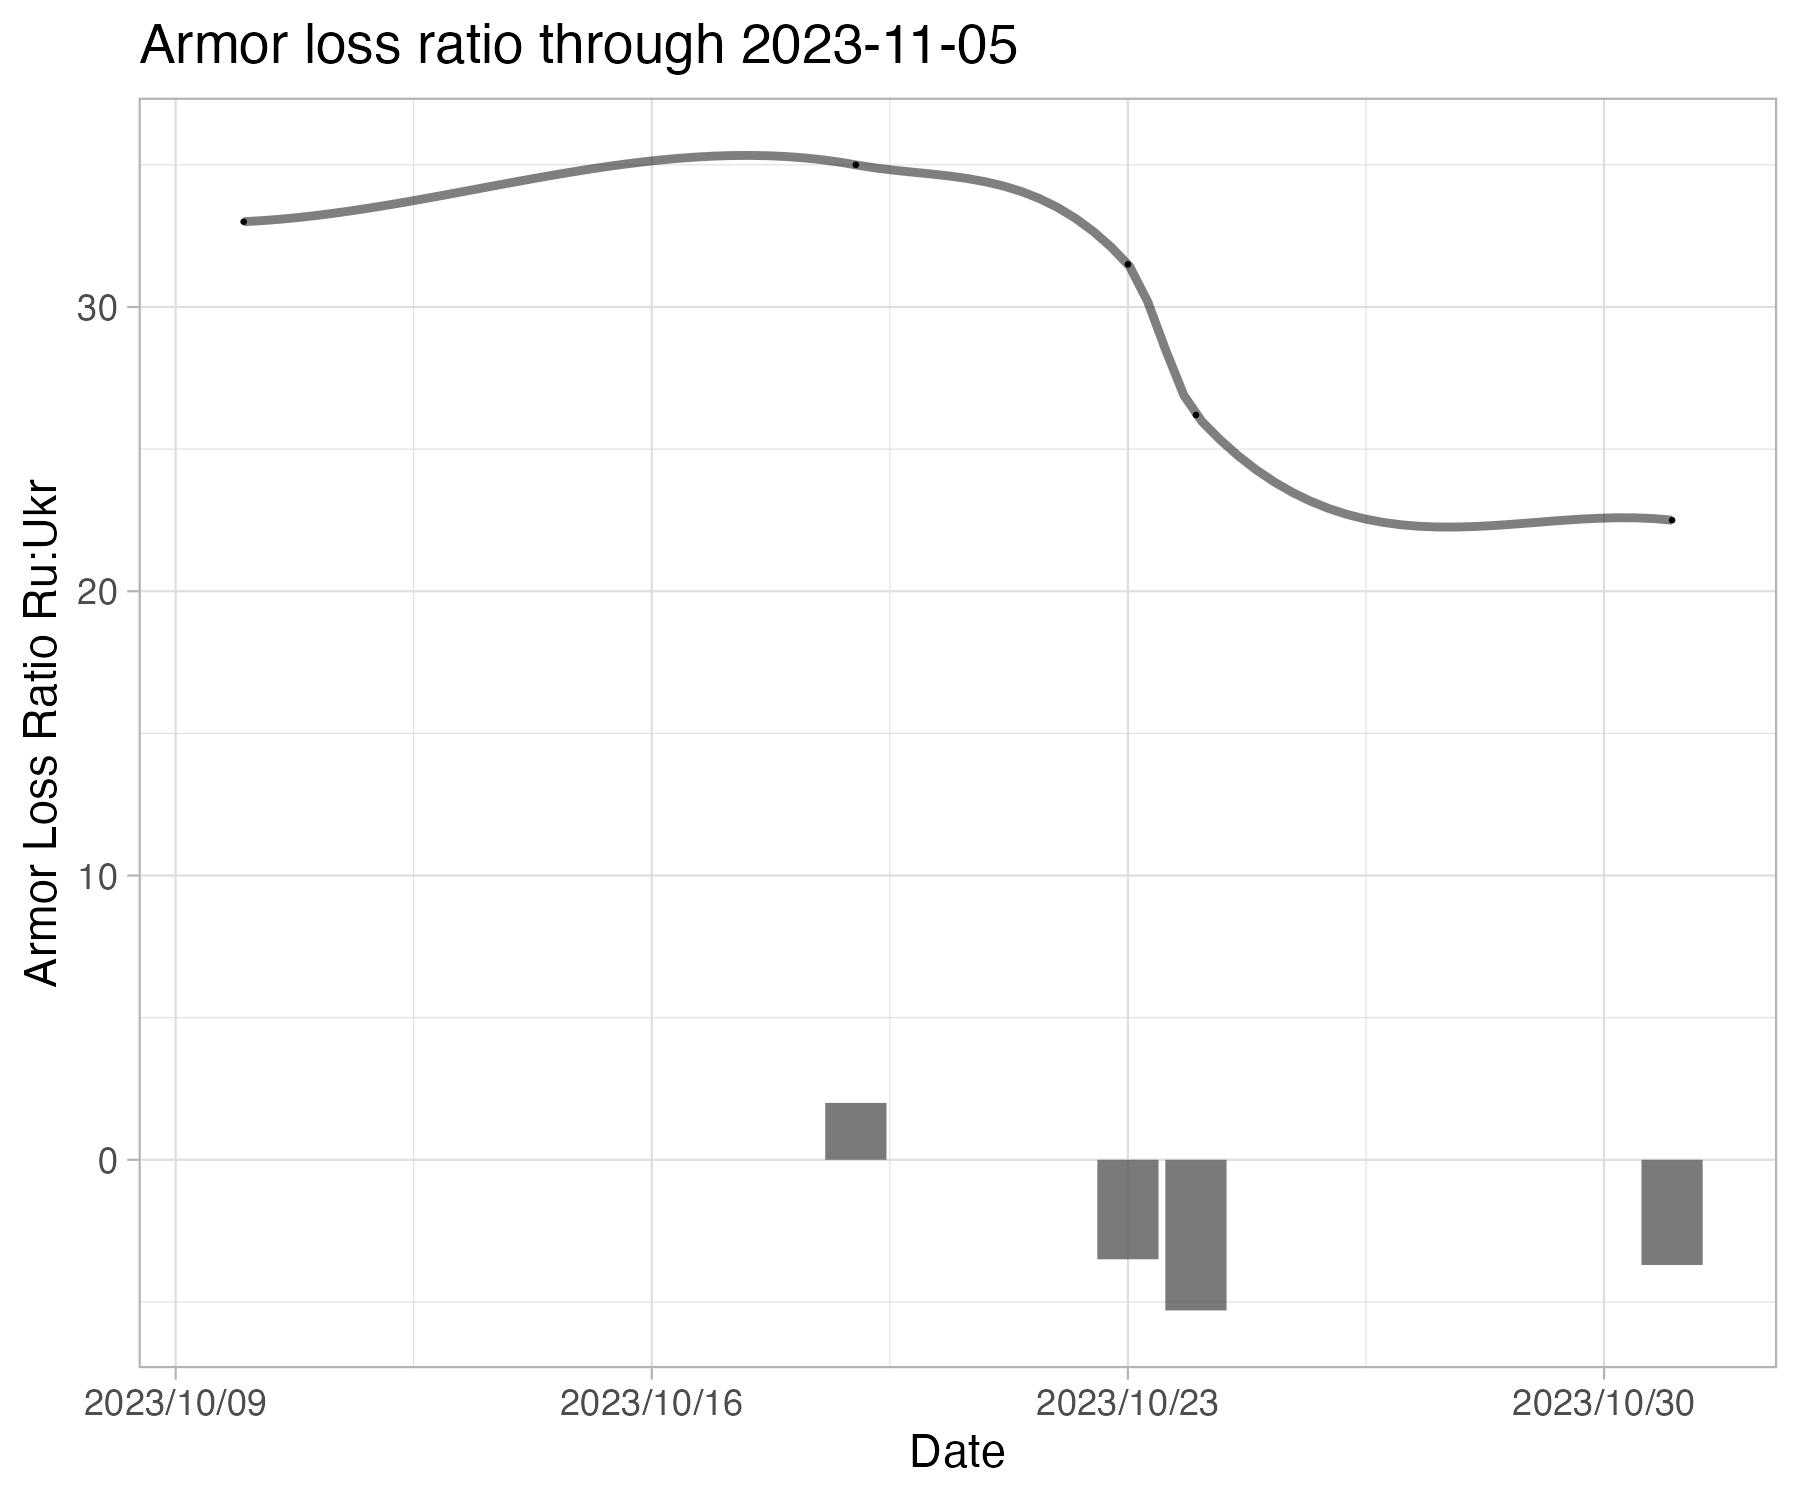 Armor loss ratio through 2023-11-05
Armor Loss Ratio Ru:Ukr
30
20
10
0
2023/10/09 2023/10/16 2023/10/23 2023/10/30
Date